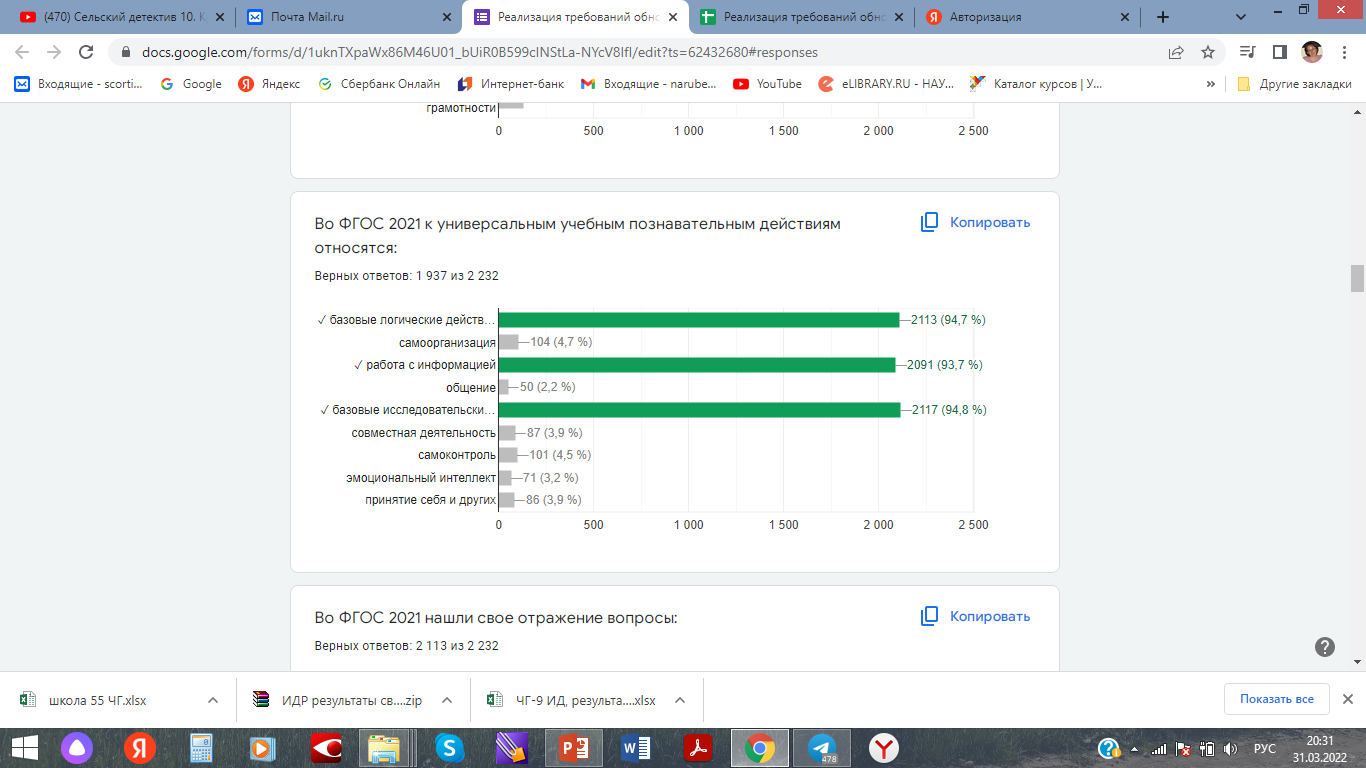 (470) Сельский детектив 10. К
Почта Mail.ru
Реализация требований обно
Реализация требований обно
Авторизация
docs.google.com/forms/d/1uknTXpaWx86M46U01_bUiR0B599cINStLa-NYcV8IfI/edit?ts=62432680#responses
Входящие - scorti...
Google
Яндекс
Сбербанк Онлайн
Интернет-банк
Входящие - narube...
YouTube
eLIBRARY.RU - НАУ...
Каталог курсов | У...
»
Другие закладки
грамотности
0 500 1 000 1 500 2 000 2 500
Во ФГОС 2021 к универсальным учебным познавательным действиям
относятся:
Копировать
Верных ответов: 1 937 из 2 232
✓ базовые логические действ... 2113 (94,7 %)
самоорганизация 104 (4,7 %)
✓ работа с информацией 2091 (93,7 %)
общение 50 (2,2 %)
✓ базовые исследовательски... 2117 (94,8 %)
совместная деятельность 87 (3,9 %)
самоконтроль 101 (4,5 %)
эмоциональный интеллект 71 (3,2 %)
принятие себя и других 86 (3,9 %)
0 500 1 000 1 500 2 000 2 500
Во ФГОС 2021 нашли свое отражение вопросы:
Копировать
Верных ответов: 2 113 из 2 232
школа 55 ЧГ.xlsx
ИДР результаты св....zip
ЧГ-9 ИД, результа....xlsx
Показать все
478
РУС
20:31
31.03.2022